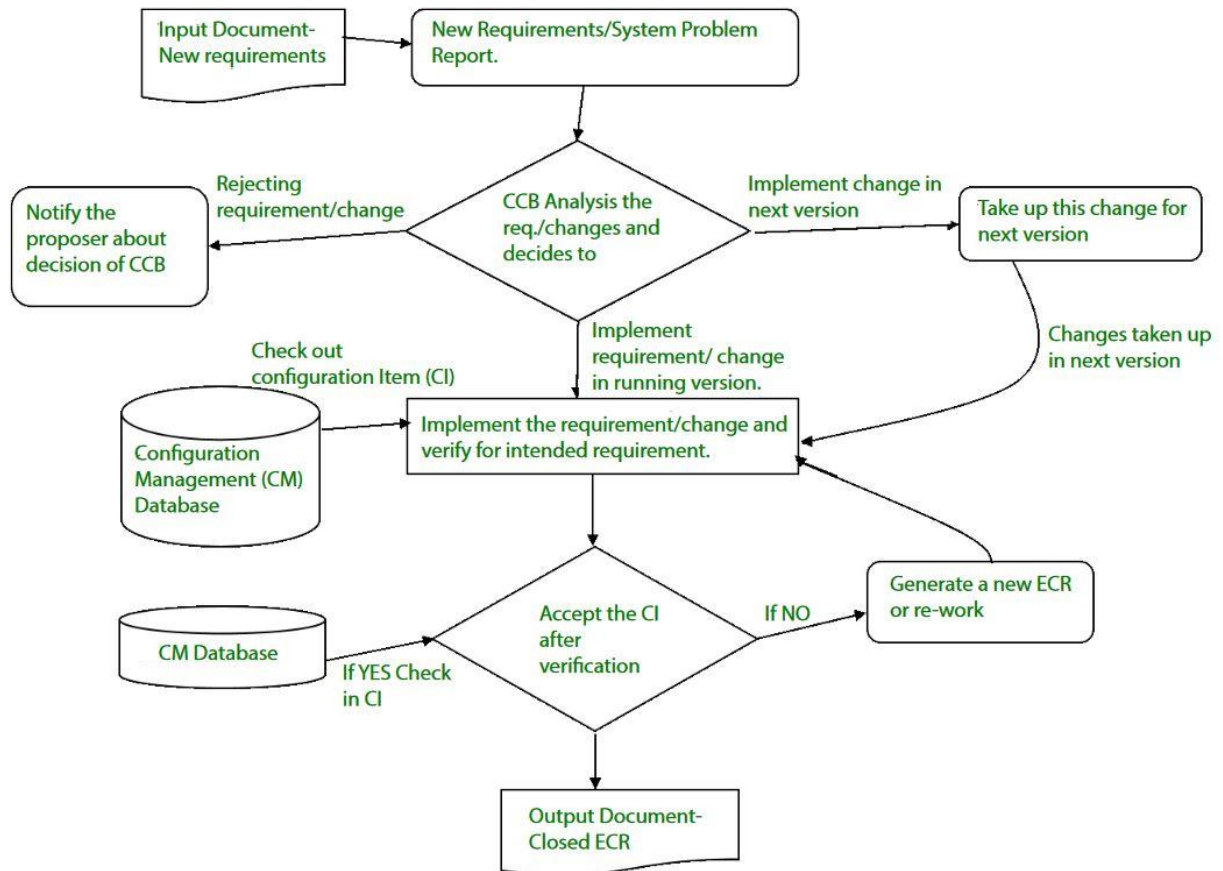 Input Document-
New requirements
New Requirements/System Problem
Report.
Rejecting
requirement/change
CCB Analysis the
req./changes and
decides to
Implement change in
next version
Notify the
proposer about
decision of CCB
Take up this change for
next version
Implement
requirement/ change
in running version.
Changes taken up
in next version
Check out
configuration Item (CI)
Configuration
Management (CM)
Database
Implement the requirement/change and
verify for intended requirement.
Accept the CI
after
verification
If NO
Generate a new ECR
or re-work
CM Database
If YES Check
in CI
Output Document-
Closed ECR